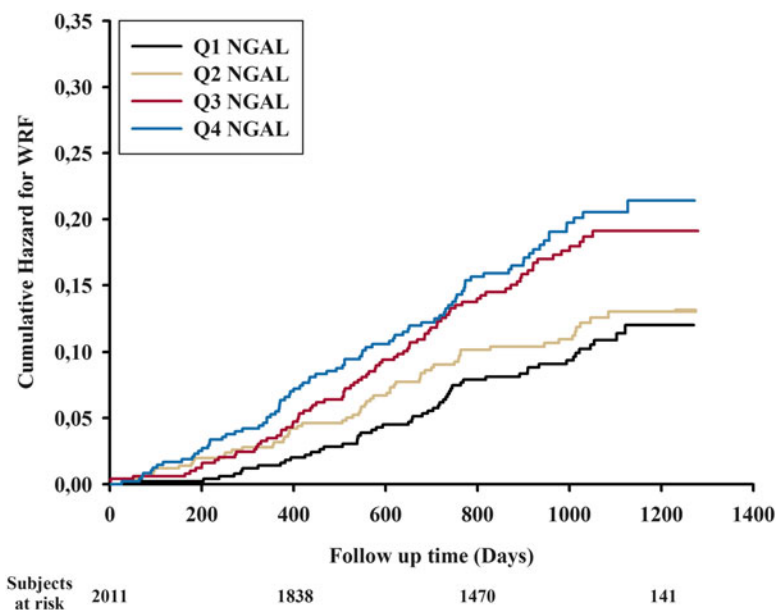 0,35
0,30
0,25
0,20
0,15
0,10
0,05
0,00
Cumulative Hazard for WRF
Q1 NGAL
Q2 NGAL
Q3 NGAL
Q4 NGAL
0 200 400 600 800 1000 1200 1400
Follow up time (Days)
Subjects
at risk 2011 1838 1470 141